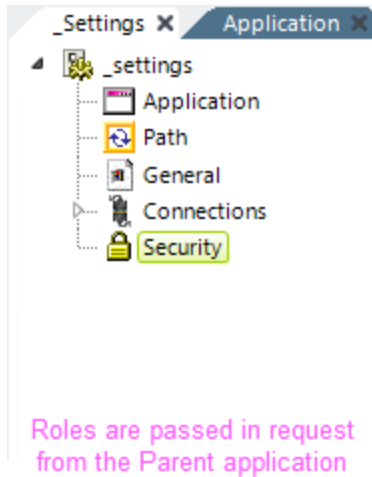 _Settings
Application
_settings
Application
Path
General
Connections
Security
Roles are passed in request
from the Parent application